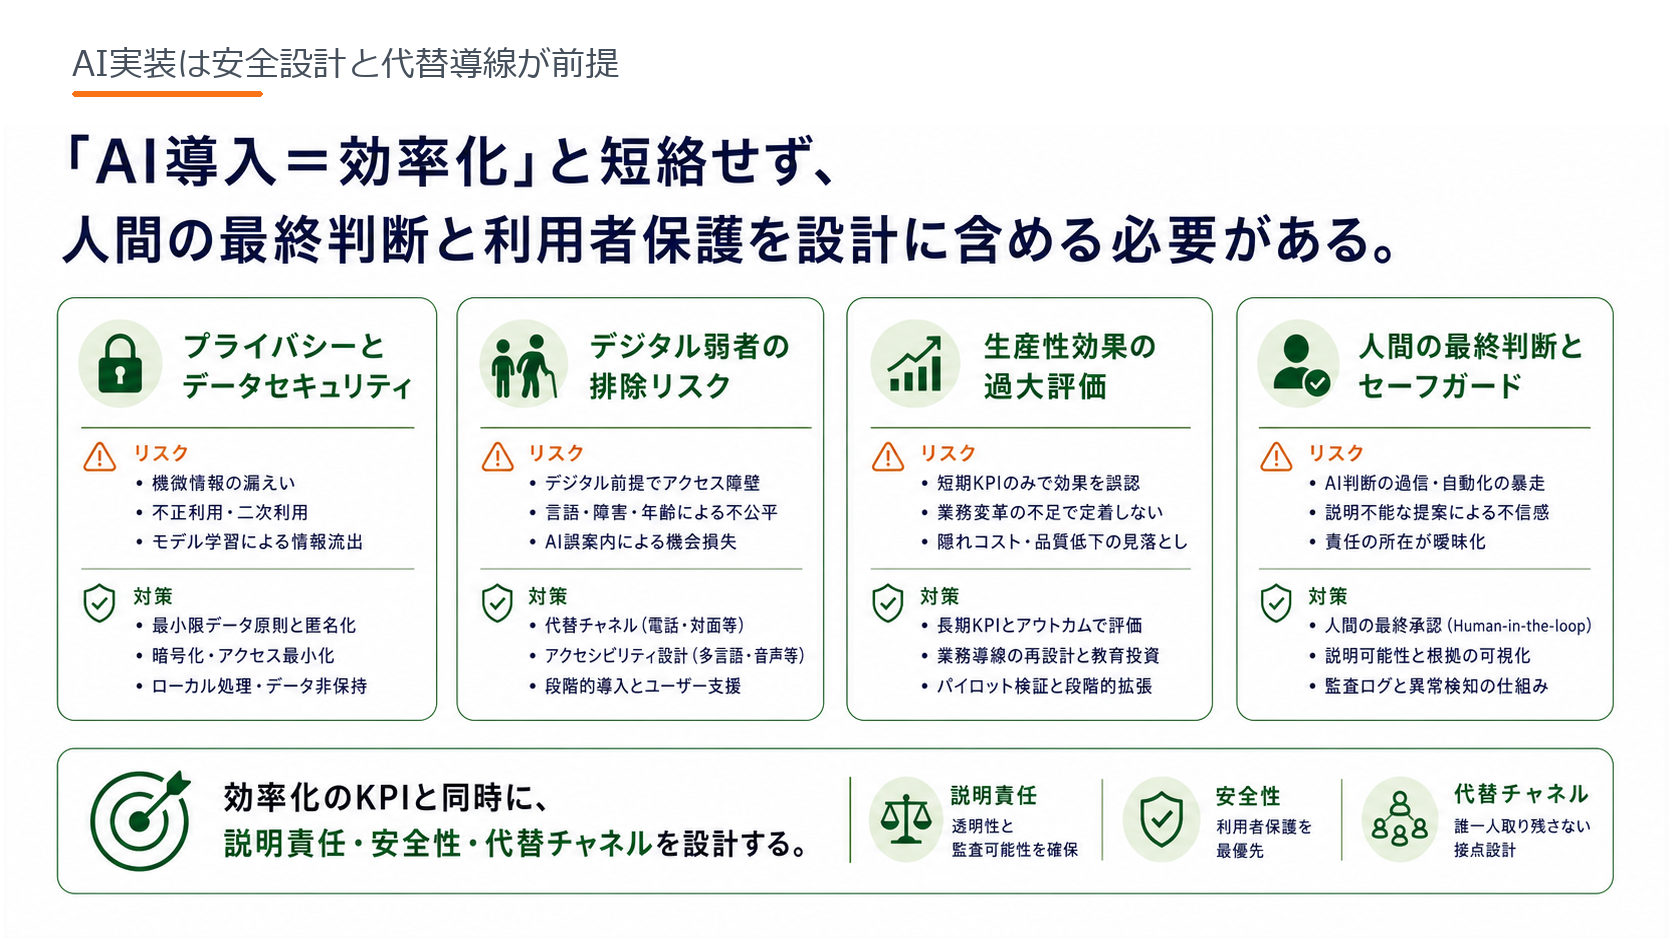 AI実装は安全設計と代替導線が前提
「AI導入＝効率化」と短絡せず、
人間の最終判断と利用者保護を設計に含める必要がある。
プライバシーと
データセキュリティ
リスク
• 機微情報の漏えい
• 不正利用・二次利用
• モデル学習による情報流出
対策
• 最小限データ原則と匿名化
• 暗号化・アクセス最小化
• ローカル処理・データ非保持
デジタル弱者の
排除リスク
リスク
• デジタル前提でアクセス障壁
• 言語・障害・年齢による不公平
• AI誤案内による機会損失
対策
• 代替チャネル（電話・対面等）
• アクセシビリティ設計（多言語・音声等）
• 段階的導入とユーザー支援
生産性効果の
過大評価
リスク
• 短期KPIのみで効果を誤認
• 業務変革の不足で定着しない
• 隠れコスト・品質低下の見落とし
対策
• 長期KPIとアウトカムで評価
• 業務導線の再設計と教育投資
• パイロット検証と段階的拡張
人間の最終判断と
セーフガード
リスク
• AI判断の過信・自動化の暴走
• 説明不能な提案による不信感
• 責任の所在が曖昧化
対策
• 人間の最終承認（Human-in-the-loop）
• 説明可能性と根拠の可視化
• 監査ログと異常検知の仕組み
効率化のKPIと同時に、
説明責任・安全性・代替チャネルを設計する。
説明責任
透明性と
監査可能性を確保
安全性
利用者保護を
最優先
代替チャネル
誰一人取り残さない
接点設計